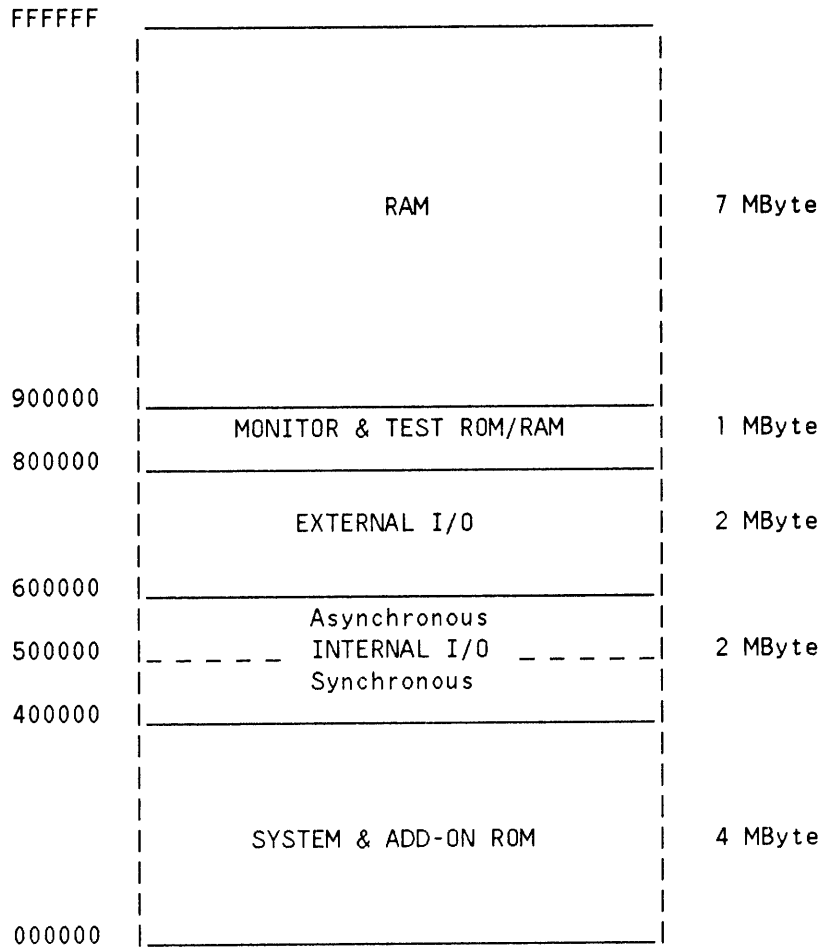 FFFFFF
RAM 7 MByte
900000
MONITOR & TEST ROM/RAM 1 MByte
800000
EXTERNAL I/O 2 MByte
600000
Asynchronous
500000 INTERNAL I/O 2 MByte
Synchronous
400000
SYSTEM & ADD-ON ROM 4 MByte
000000